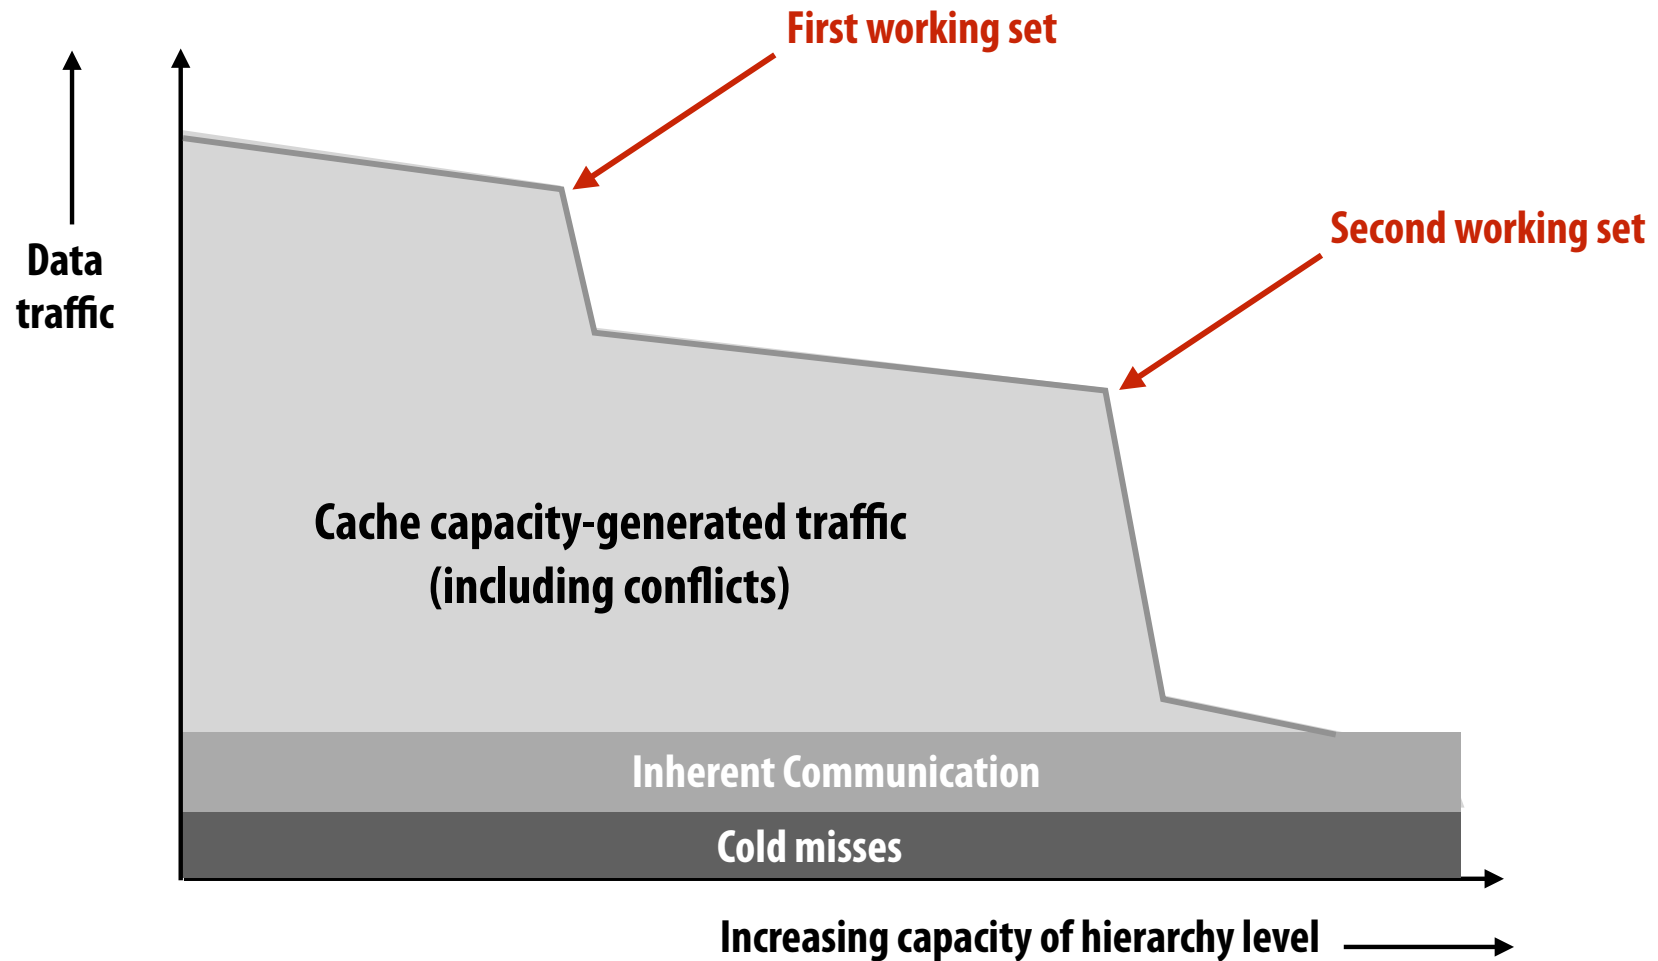 First working set
Second working set
Data
traffic
Cache capacity-generated traffic
(including conflicts)
Inherent Communication
Cold misses
Increasing capacity of hierarchy level